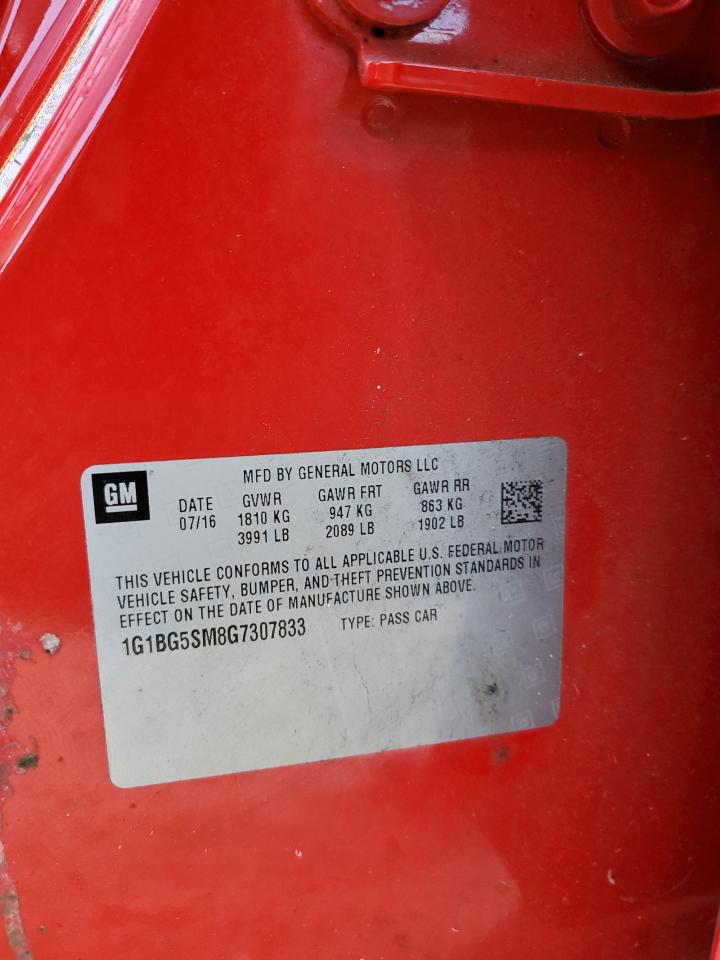 MFD BY GENERAL MOTORS LLC
GM
DATE GVWR GAWR FRT GAWR RR
07/16 1810 KG 947 KG 863 KG
3991 LB 2089 LB 1902 LB
THIS VEHICLE CONFORMS TO ALL APPLICABLE U.S. FEDERAL MOTOR
VEHICLE SAFETY, BUMPER, AND THEFT PREVENTION STANDARDS IN
EFFECT ON THE DATE OF MANUFACTURE SHOWN ABOVE.
1G1BG5SM8G7307833 TYPE: PASS CAR